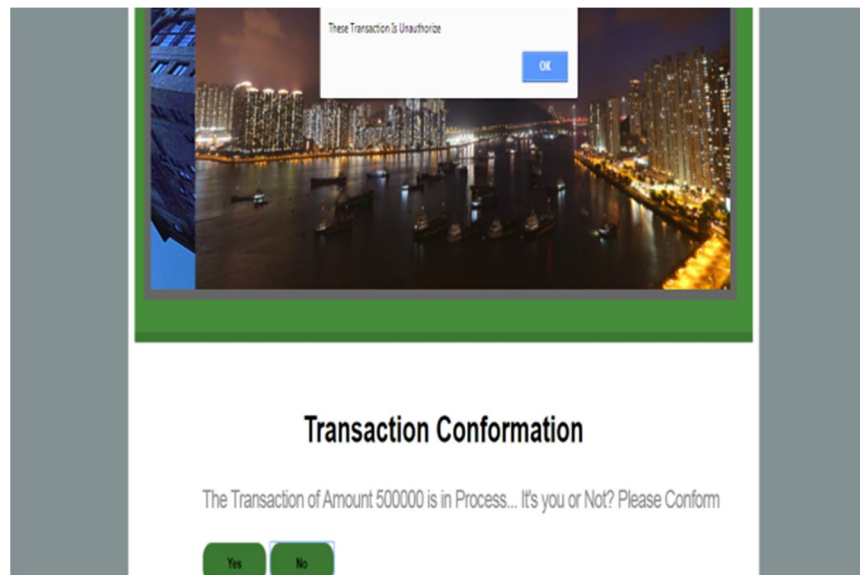 These Transaction Is Unauthorize
OK
Transaction Conformation
The Transaction of Amount 500000 is in Process... It's you or Not? Please Conform
Yes No